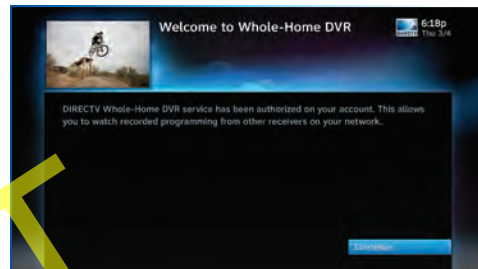 Welcome to Whole-Home DVR
6:18p
DIRECTV
Thu 3/4
DIRECTV Whole-Home DVR service has been authorized on your account. This allows
you to watch recorded programming from other receivers on your network.
Continue